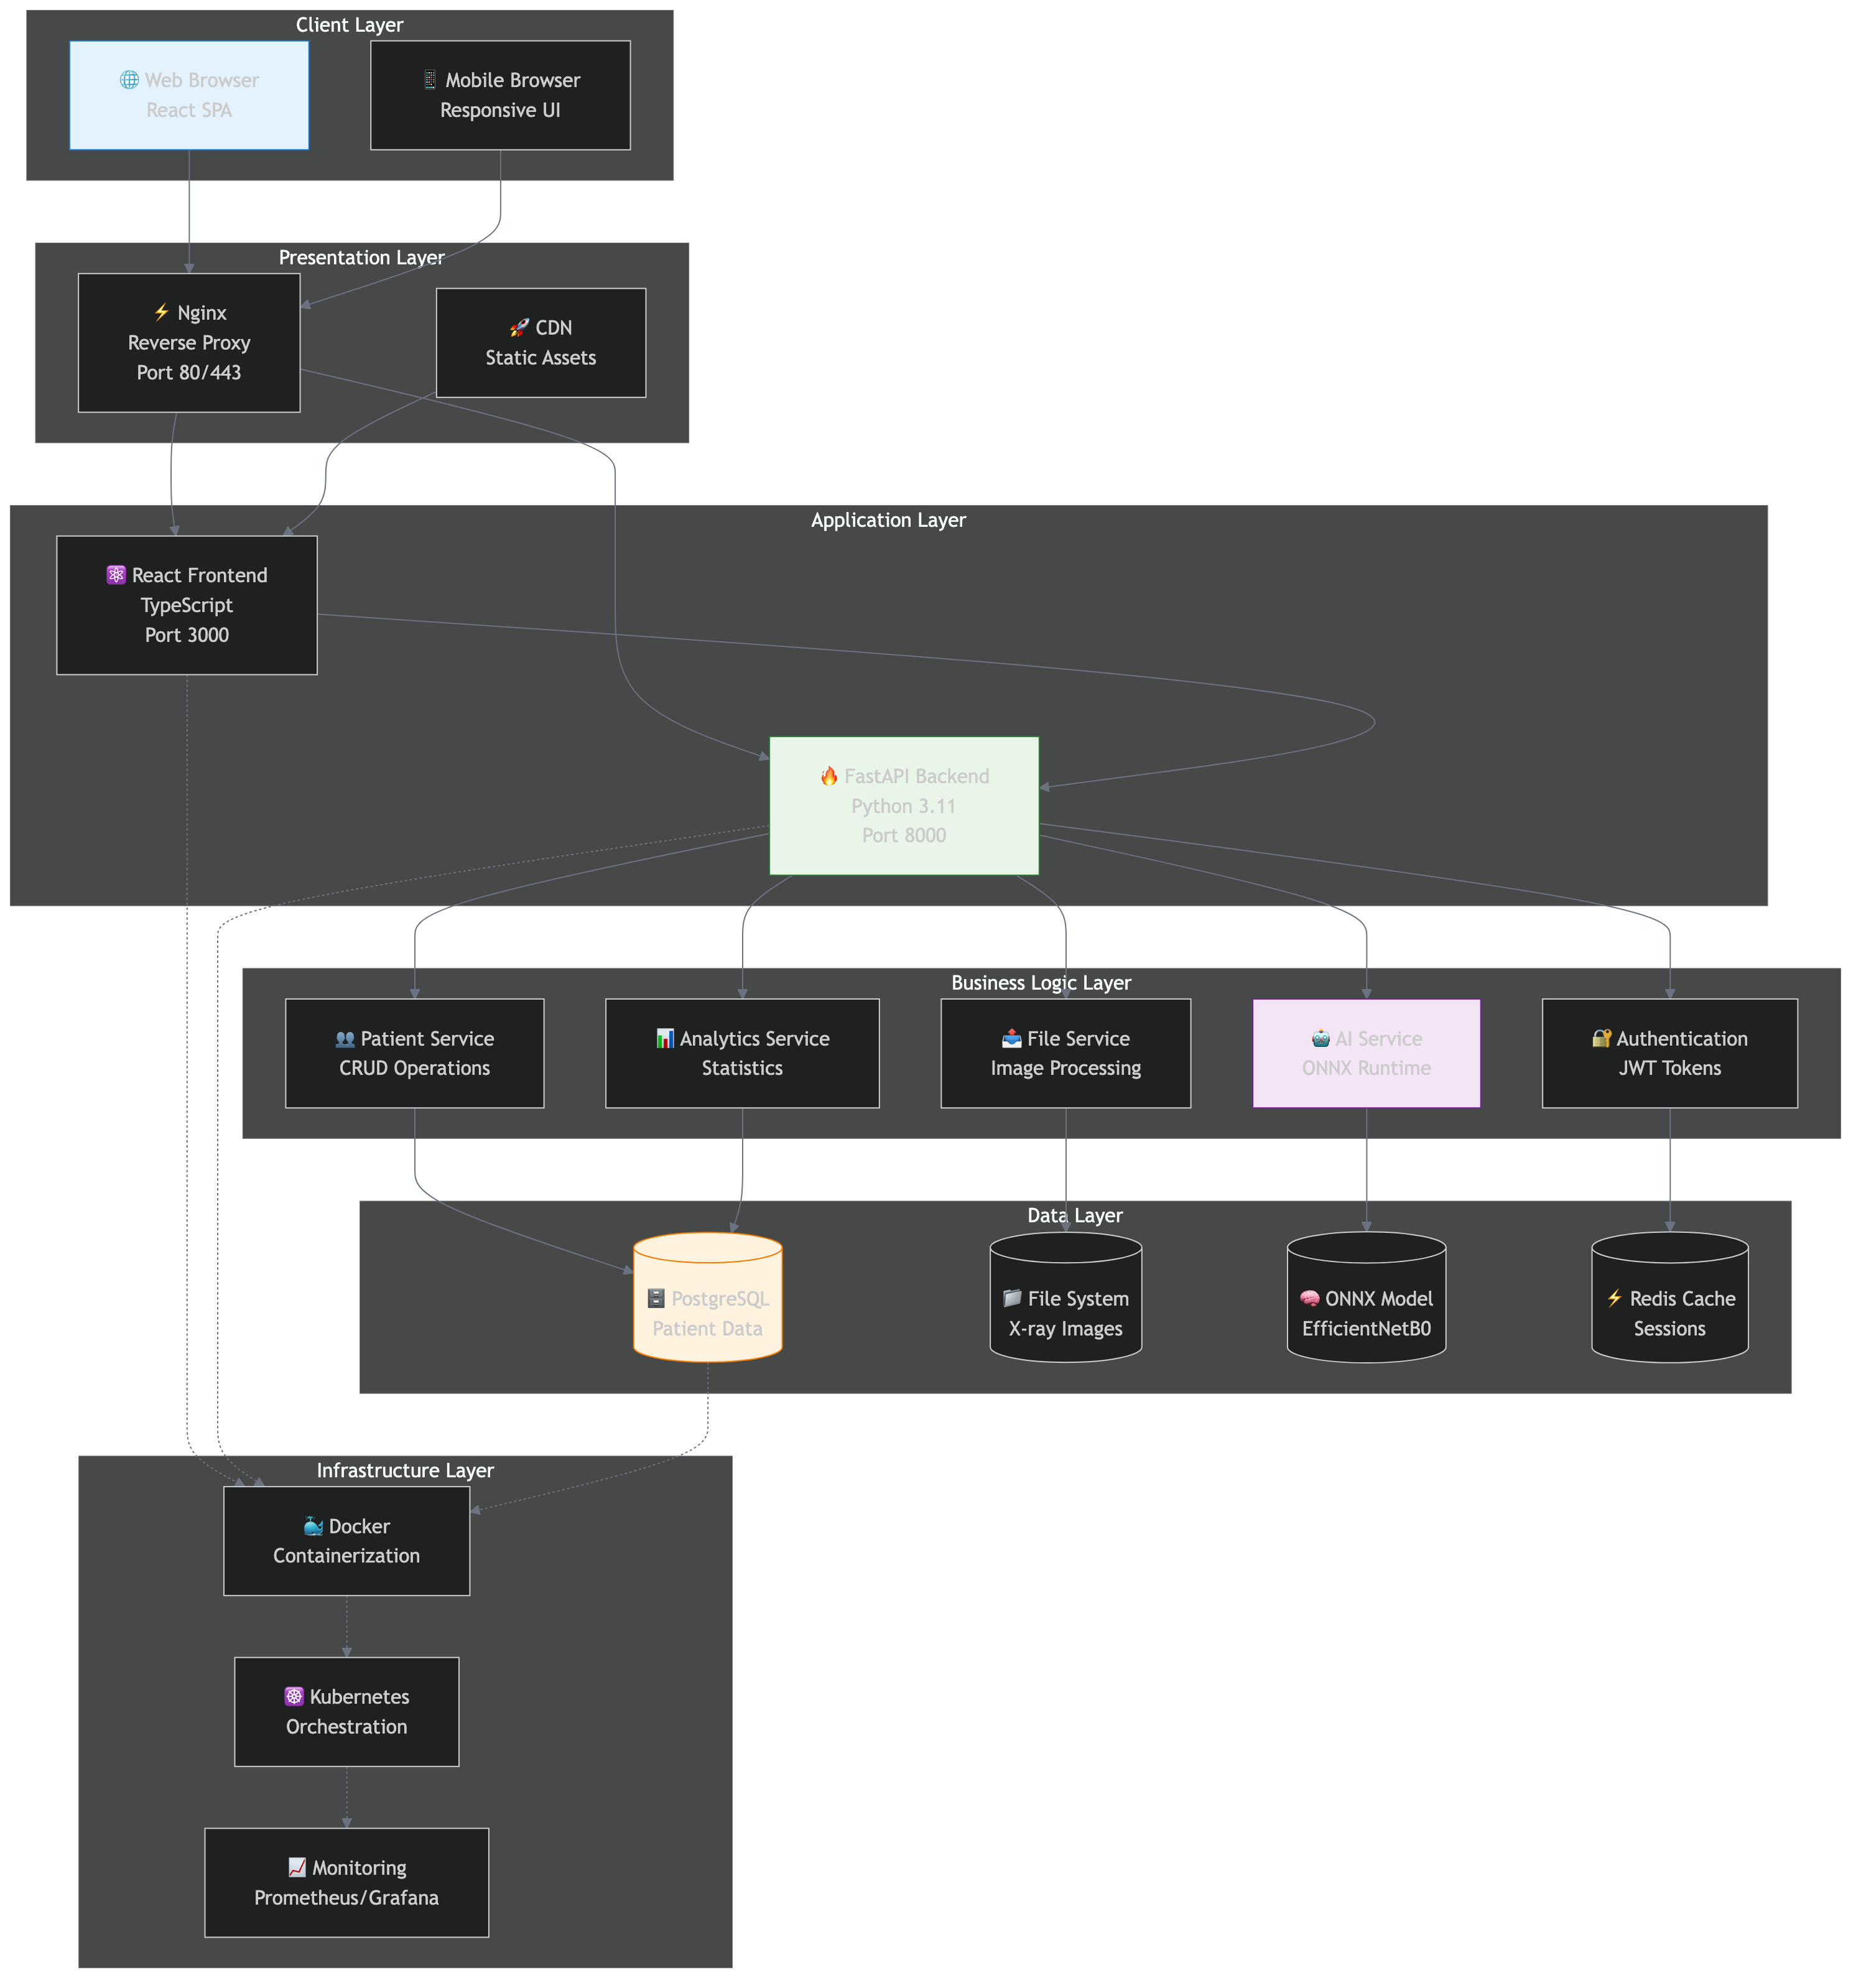 Client Layer
🌐 Web Browser
React SPA
📱 Mobile Browser
Responsive UI
Presentation Layer
⚡ Nginx
Reverse Proxy
Port 80/443
🚀 CDN
Static Assets
Application Layer
⚛️ React Frontend
TypeScript
Port 3000
🔥 FastAPI Backend
Python 3.11
Port 8000
Business Logic Layer
👥 Patient Service
CRUD Operations
📊 Analytics Service
Statistics
📤 File Service
Image Processing
🤖 AI Service
ONNX Runtime
🔐 Authentication
JWT Tokens
Data Layer
🗄️ PostgreSQL
Patient Data
📁 File System
X-ray Images
🧠 ONNX Model
EfficientNetB0
⚡ Redis Cache
Sessions
Infrastructure Layer
🐳 Docker
Containerization
☸️ Kubernetes
Orchestration
📈 Monitoring
Prometheus/Grafana